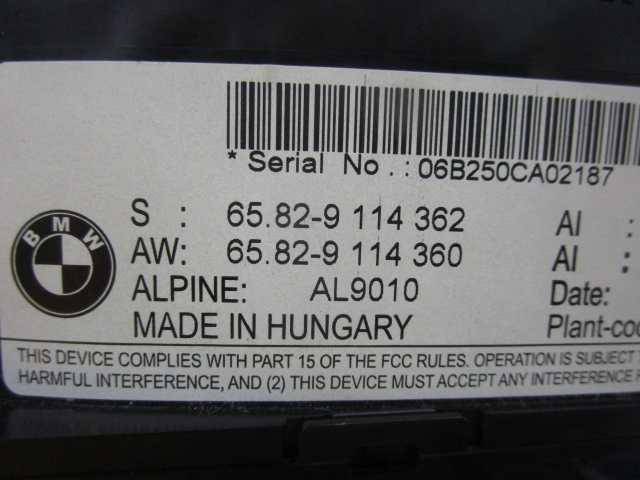 * Serial No . : 06B250CA02187
S : 65.82-9 114 362 AI :
AW: 65.82-9 114 360 AI :
BMW
ALPINE: AL9010 Date:
MADE IN HUNGARY Plant-co
THIS DEVICE COMPLIES WITH PART 15 OF THE FCC RULES. OPERATION IS SUBJECT
HARMFUL INTERFERENCE, AND (2) THIS DEVICE MUST ACCEPT ANY INTERFERENCE